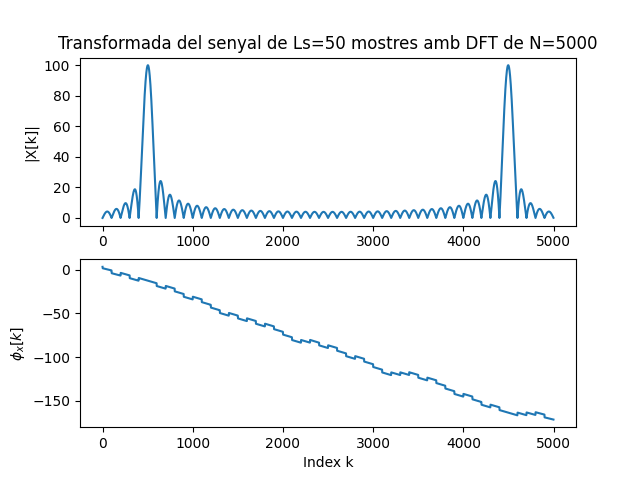 Transformada del senyal de Ls=50 mostres amb DFT de N=5000
|X[k]|
100
80
60
40
20
0
0 1000 2000 3000 4000 5000
ϕₓ[k]
0
−50
−100
−150
0 1000 2000 3000 4000 5000
Index k